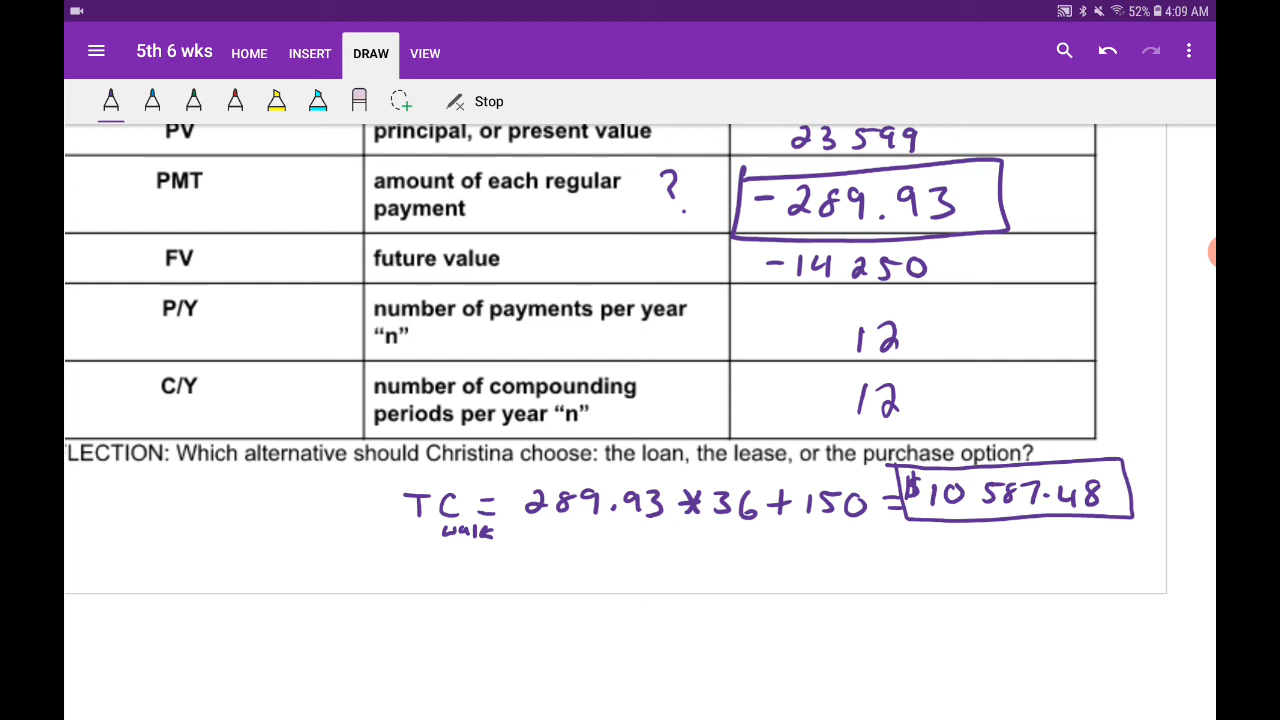 52% 4:09 AM
5th 6 wks HOME INSERT DRAW VIEW
Stop
PV principal, or present value 23 599
PMT amount of each regular payment ? -289.93
FV future value -14 250
P/Y number of payments per year "n" 12
C/Y number of compounding periods per year "n" 12
FLECTION: Which alternative should Christina choose: the loan, the lease, or the purchase option?
TC walk = 289.93 * 36 + 150 = $10 587.48